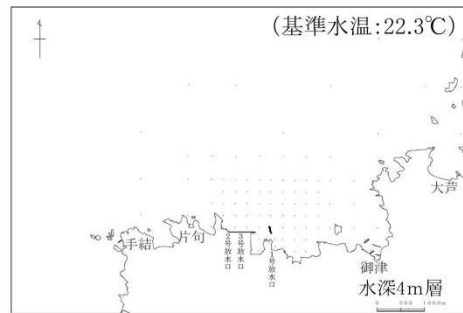 (基準水温:22.3℃)
大芦
手結
片句
2号放水口
3号放水口
1号放水口
御津
水深4m層
0 500 1000m